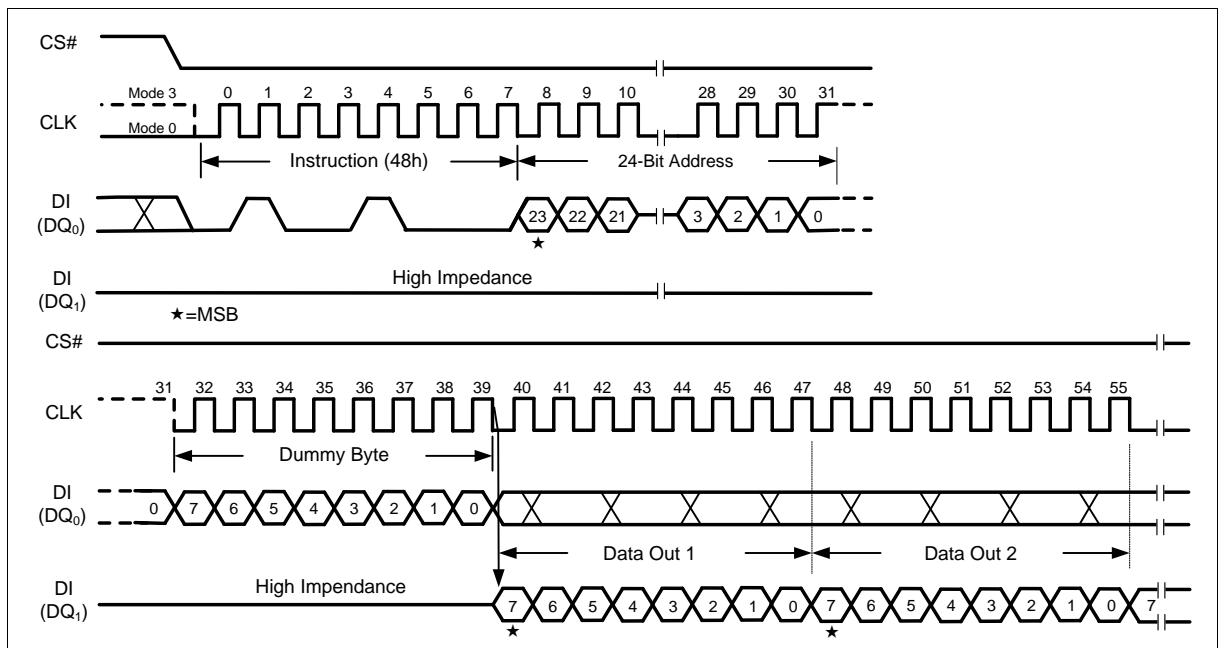 CS#
Mode 3
0 1 2 3 4 5 6 7 8 9 10 28 29 30 31
CLK
Mode 0
Instruction (48h)
24-Bit Address
DI
(DQ0)
23 22 21 3 2 1 0
★
DI
(DQ1)
High Impedance
★=MSB
CS#
31 32 33 34 35 36 37 38 39 40 41 42 43 44 45 46 47 48 49 50 51 52 53 54 55
CLK
Dummy Byte
DI
(DQ0)
0 7 6 5 4 3 2 1 0
Data Out 1
Data Out 2
DI
(DQ1)
High Impendance
7 6 5 4 3 2 1 0 7 6 5 4 3 2 1 0 7
★ ★